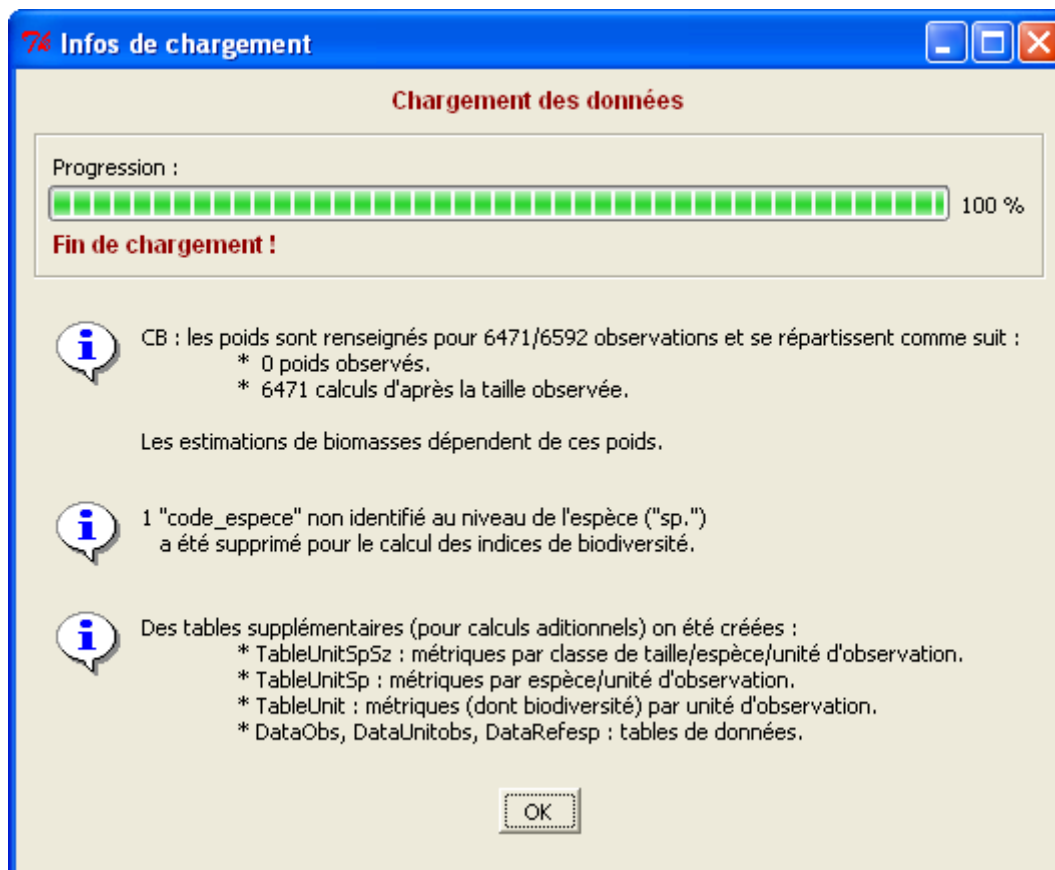 Infos de chargement
Chargement des données
Progression :
100 %
Fin de chargement !
CB : les poids sont renseignés pour 6471/6592 observations et se répartissent comme suit :
* 0 poids observés.
* 6471 calculs d'après la taille observée.
Les estimations de biomasses dépendent de ces poids.
1 "code_espece" non identifié au niveau de l'espèce ("sp.")
a été supprimé pour le calcul des indices de biodiversité.
Des tables supplémentaires (pour calculs aditionnels) on été créées :
* TableUnitSpSz : métriques par classe de taille/espèce/unité d'observation.
* TableUnitSp : métriques par espèce/unité d'observation.
* TableUnit : métriques (dont biodiversité) par unité d'observation.
* DataObs, DataUnitobs, DataRefesp : tables de données.
OK